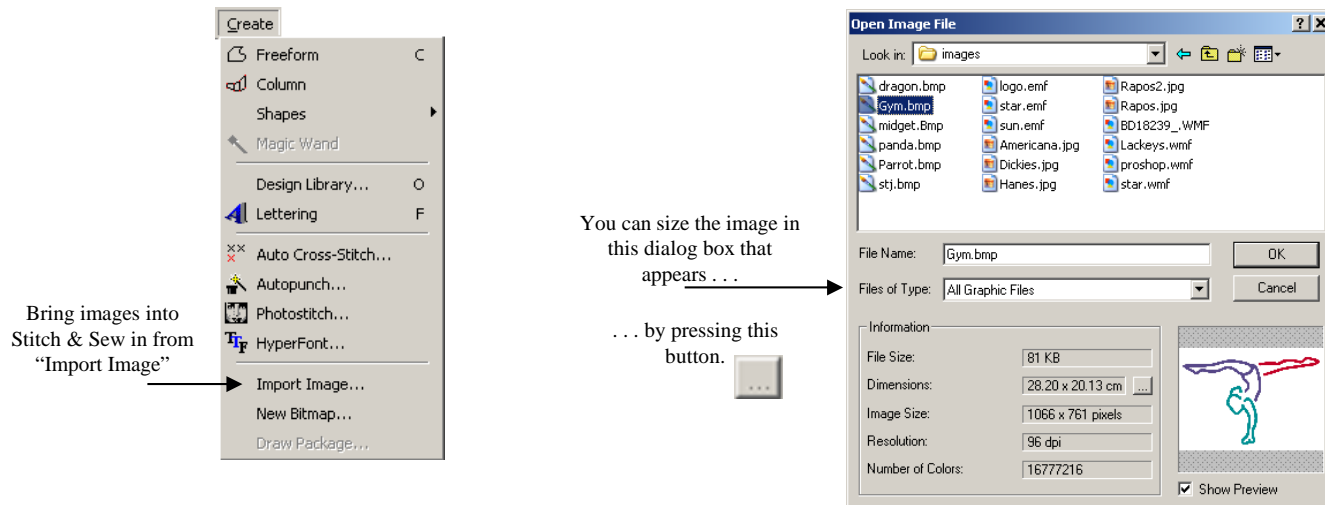 Create
Freeform C
Column
Shapes
Magic Wand
Design Library... O
Lettering F
Auto Cross-Stitch...
Autopunch...
Photostitch...
HyperFont...
Import Image...
New Bitmap...
Draw Package...
Bring images into
Stitch & Sew in from
“Import Image”
You can size the image in
this dialog box that
appears . . .
. . . by pressing this
button.
...
Open Image File
Look in: images
dragon.bmp logo.emf Rapos2.jpg
Gym.bmp star.emf Rapos.jpg
midget.Bmp sun.emf BD18239_.WMF
panda.bmp Americana.jpg Lackeys.wmf
Parrot.bmp Dickies.jpg proshop.wmf
stj.bmp Hanes.jpg star.wmf
File Name: Gym.bmp OK
Files of Type: All Graphic Files Cancel
Information
File Size: 81 KB
Dimensions: 28.20 x 20.13 cm ...
Image Size: 1066 x 761 pixels
Resolution: 96 dpi
Number of Colors: 16777216
Show Preview